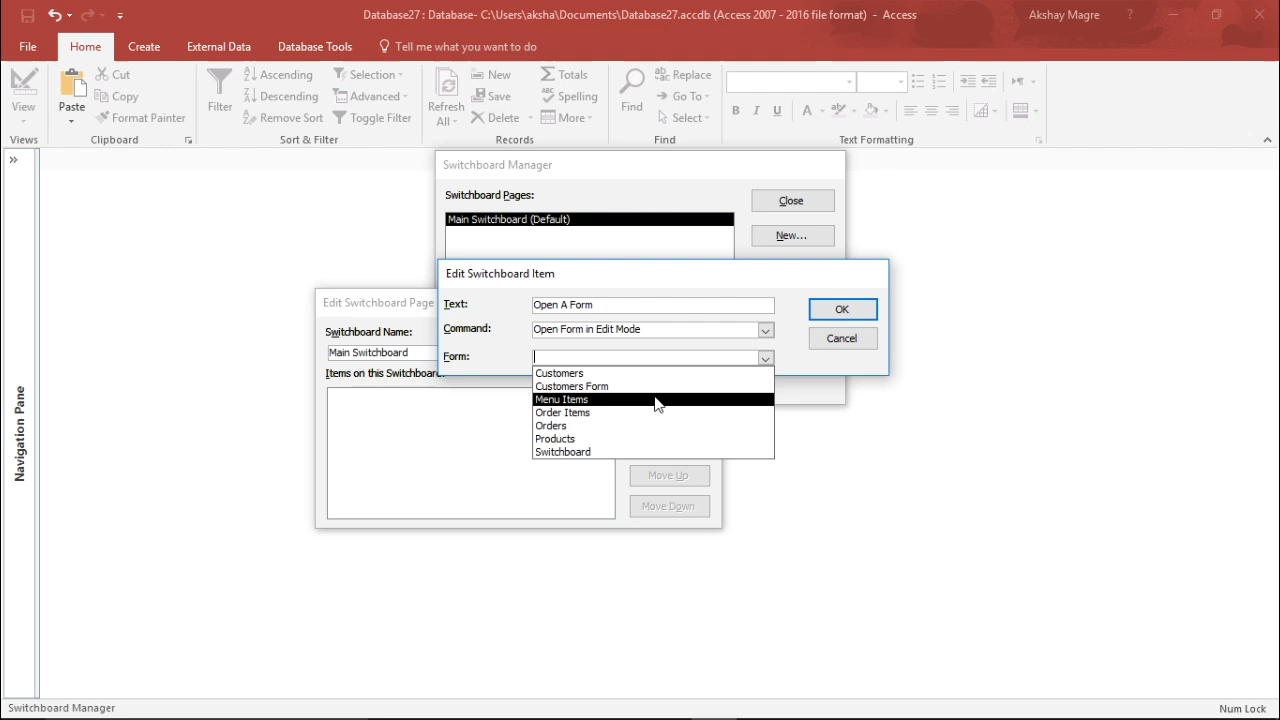 Database27 : Database- C:\Users\aksha\Documents\Database27.accdb (Access 2007 - 2016 file format) - Access
Akshay Magre
?
File
Home
Create
External Data
Database Tools
Tell me what you want to do
View
Views
Paste
Cut
Copy
Format Painter
Clipboard
Filter
Ascending
Descending
Remove Sort
Selection
Advanced
Toggle Filter
Sort & Filter
Refresh
All
New
Save
Delete
Totals
Spelling
More
Records
Find
Replace
Go To
Select
Find
B I U A
Text Formatting
Navigation Pane
Switchboard Manager
Switchboard Pages:
Main Switchboard (Default)
Close
New...
Edit Switchboard Page
Switchboard Name:
Main Switchboard
Items on this Switchboard:
Move Up
Move Down
Edit Switchboard Item
Text:
Open A Form
Command:
Open Form in Edit Mode
Form:
OK
Cancel
Customers
Customers Form
Menu Items
Order Items
Orders
Products
Switchboard
Switchboard Manager
Num Lock